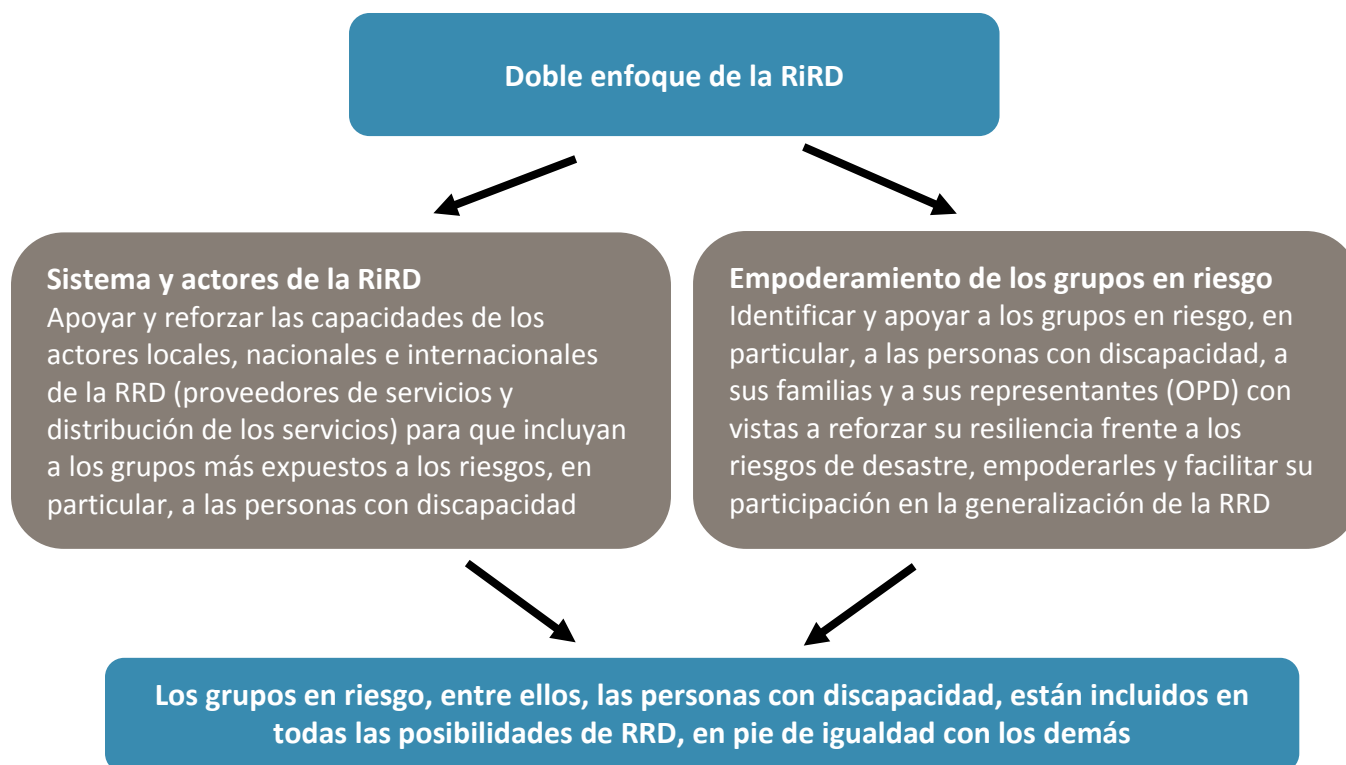 Doble enfoque de la RiRD
Sistema y actores de la RiRD
Apoyar y reforzar las capacidades de los
actores locales, nacionales e internacionales
de la RRD (proveedores de servicios y
distribución de los servicios) para que incluyan
a los grupos más expuestos a los riesgos, en
particular, a las personas con discapacidad
Empoderamiento de los grupos en riesgo
Identificar y apoyar a los grupos en riesgo, en
particular, a las personas con discapacidad, a
sus familias y a sus representantes (OPD) con
vistas a reforzar su resiliencia frente a los
riesgos de desastre, empoderarles y facilitar su
participación en la generalización de la RRD
Los grupos en riesgo, entre ellos, las personas con discapacidad, están incluidos en
todas las posibilidades de RRD, en pie de igualdad con los demás